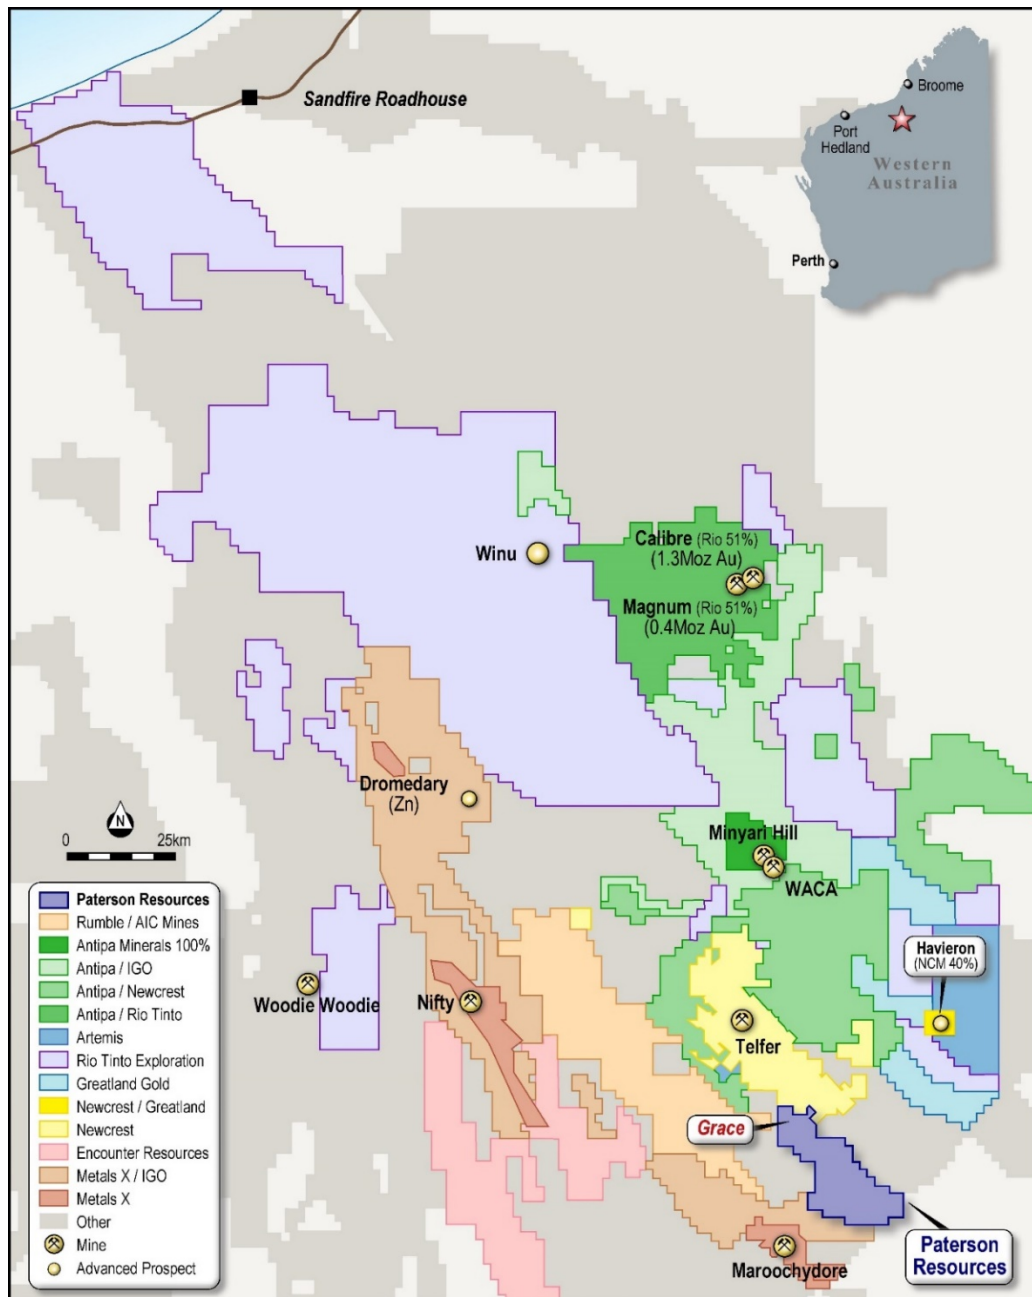 Sandfire Roadhouse
Broome
Port
Hedland
Western
Australia
Perth
Winu
Calibre (Rio 51%)
(1.3Moz Au)
Magnum (Rio 51%)
(0.4Moz Au)
Dromedary
(Zn)
N
0 25km
Minyari Hill
WACA
Havieron
(NCM 40%)
Woodie Woodie
Nifty
Telfer
Grace
Paterson
Resources
Maroochydore
Paterson Resources
Rumble / AIC Mines
Antipa Minerals 100%
Antipa / IGO
Antipa / Newcrest
Antipa / Rio Tinto
Artemis
Rio Tinto Exploration
Greatland Gold
Newcrest / Greatland
Newcrest
Encounter Resources
Metals X / IGO
Metals X
Other
Mine
Advanced Prospect